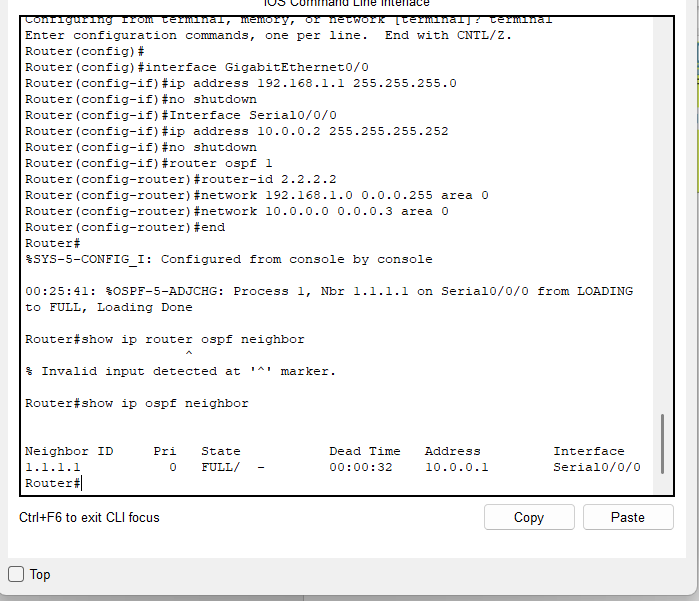 IOS Command Line Interface
Configuring from terminal, memory, or network [terminal]? terminal
Enter configuration commands, one per line.  End with CNTL/Z.
Router(config)#
Router(config)#interface GigabitEthernet0/0
Router(config-if)#ip address 192.168.1.1 255.255.255.0
Router(config-if)#no shutdown
Router(config-if)#Interface Serial0/0/0
Router(config-if)#ip address 10.0.0.2 255.255.255.252
Router(config-if)#no shutdown
Router(config-if)#router ospf 1
Router(config-router)#router-id 2.2.2.2
Router(config-router)#network 192.168.1.0 0.0.0.255 area 0
Router(config-router)#network 10.0.0.0 0.0.0.3 area 0
Router(config-router)#end
Router#
%SYS-5-CONFIG_I: Configured from console by console
00:25:41: %OSPF-5-ADJCHG: Process 1, Nbr 1.1.1.1 on Serial0/0/0 from LOADING
to FULL, Loading Done
Router#show ip router ospf neighbor
^
% Invalid input detected at '^' marker.
Router#show ip ospf neighbor
Neighbor ID     Pri   State           Dead Time   Address         Interface
1.1.1.1           0   FULL/  -        00:00:32    10.0.0.1        Serial0/0/0
Router#
Ctrl+F6 to exit CLI focus
Copy
Paste
Top